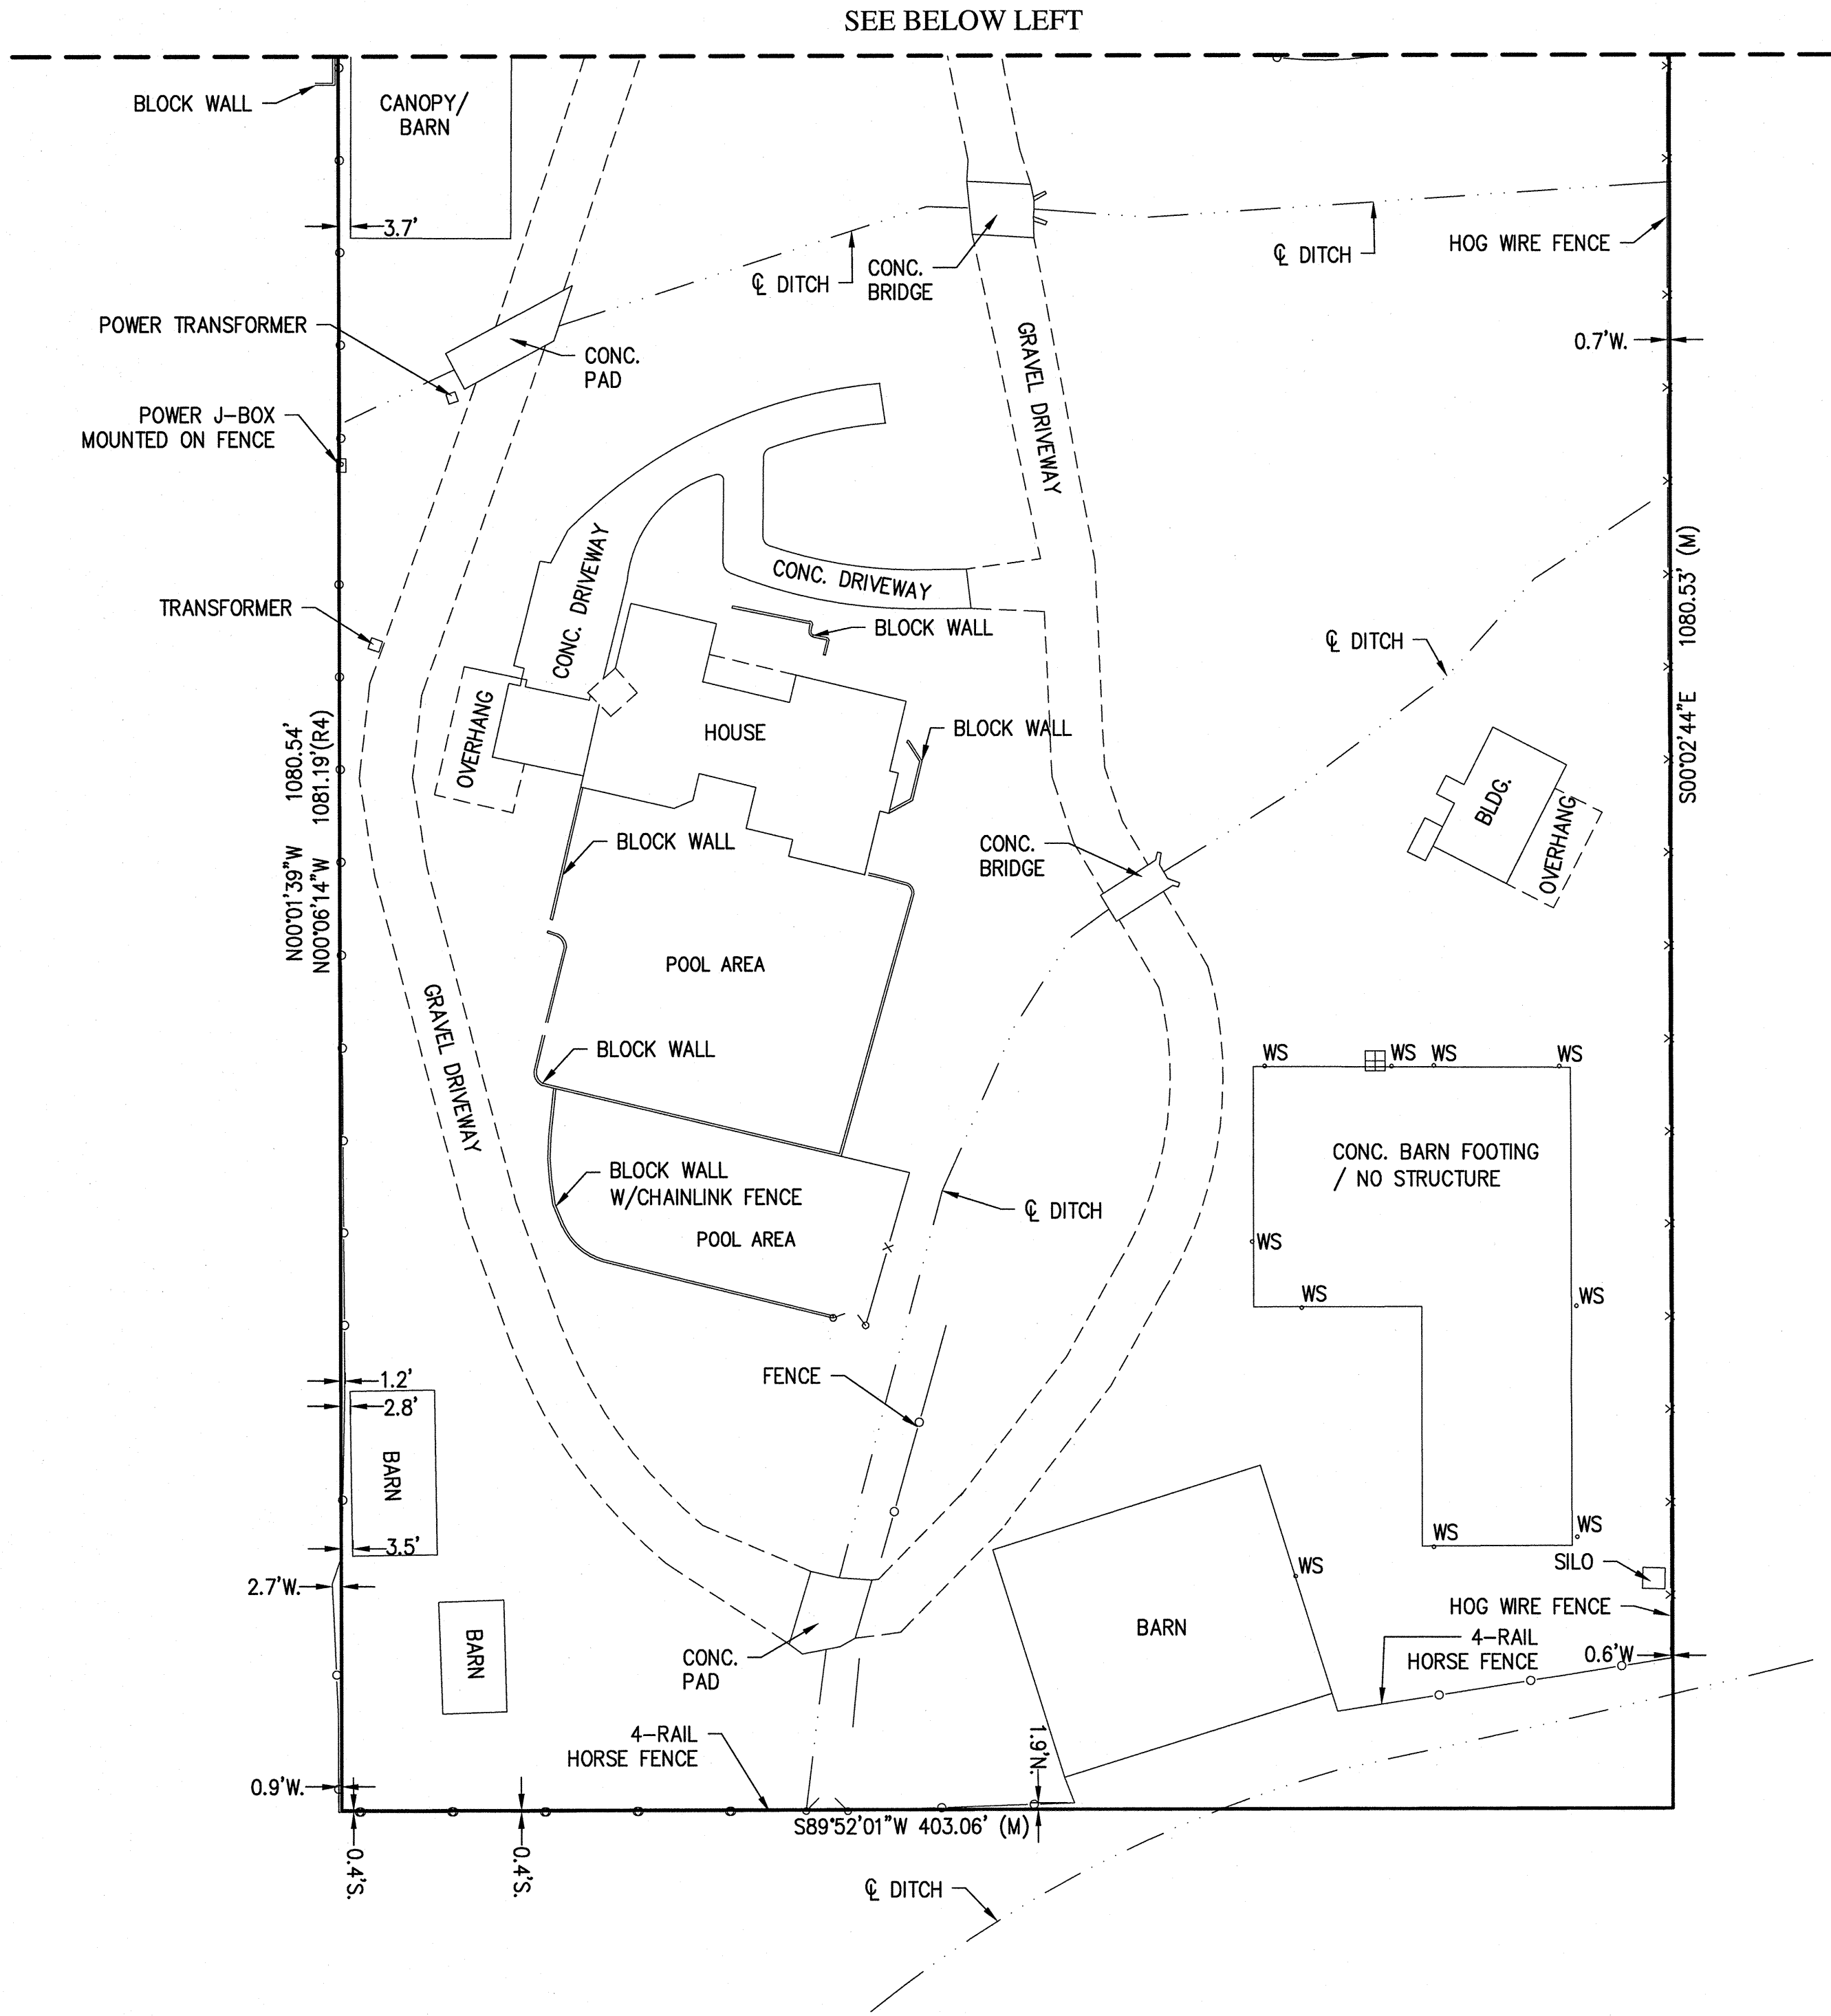 SEE BELOW LEFT
BLOCK WALL
CANOPY/
BARN
3.7'
℄ DITCH
CONC.
BRIDGE
℄ DITCH
HOG WIRE FENCE
POWER TRANSFORMER
CONC.
PAD
GRAVEL DRIVEWAY
0.7'W.
POWER J-BOX
MOUNTED ON FENCE
CONC. DRIVEWAY
CONC. DRIVEWAY
TRANSFORMER
BLOCK WALL
℄ DITCH
S00°02'44"E 1080.53' (M)
OVERHANG
HOUSE
BLOCK WALL
N00°01'39"W 1080.54'
N00°06'14"W 1081.19'(R4)
BLDG.
OVERHANG
BLOCK WALL
CONC.
BRIDGE
POOL AREA
GRAVEL DRIVEWAY
BLOCK WALL
WS
WS
WS
WS
CONC. BARN FOOTING
/ NO STRUCTURE
BLOCK WALL
W/CHAINLINK FENCE
POOL AREA
℄ DITCH
WS
WS
WS
FENCE
1.2'
2.8'
BARN
3.5'
WS
WS
SILO
2.7'W.
WS
HOG WIRE FENCE
BARN
BARN
4-RAIL
HORSE FENCE
0.6'W
CONC.
PAD
4-RAIL
HORSE FENCE
1.9'N.
0.9'W.
S89°52'01"W 403.06' (M)
0.4'S.
0.4'S.
℄ DITCH